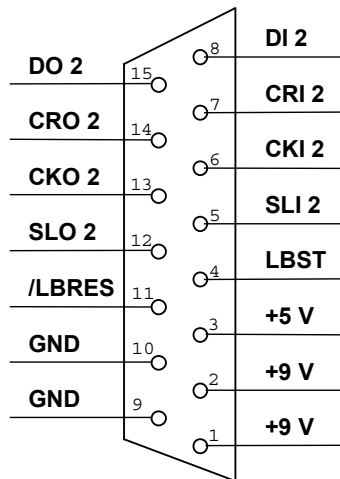 8 DI 2
DO 2 15
7 CRI 2
CRO 2 14
6 CKI 2
CKO 2 13
5 SLI 2
SLO 2 12
4 LBST
/LBRES 11
3 +5 V
GND 10
2 +9 V
GND 9
1 +9 V